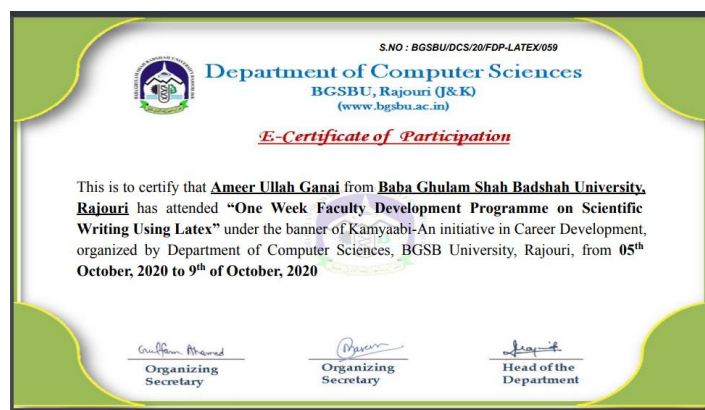 S.NO : BGSBU/DCS/20/FDP-LATEX/059
Department of Computer Sciences
BGSBU, Rajouri (J&K)
(www.bgsbu.ac.in)
E-Certificate of Participation
This is to certify that Ameer Ullah Ganai from Baba Ghulam Shah Badshah University,
Rajouri has attended “One Week Faculty Development Programme on Scientific
Writing Using Latex” under the banner of Kamyaabi-An initiative in Career Development,
organized by Department of Computer Sciences, BGSB University, Rajouri, from 05th
October, 2020 to 9th of October, 2020
Gulfam Ahamad
Organizing
Secretary
Organizing
Secretary
Head of the
Department